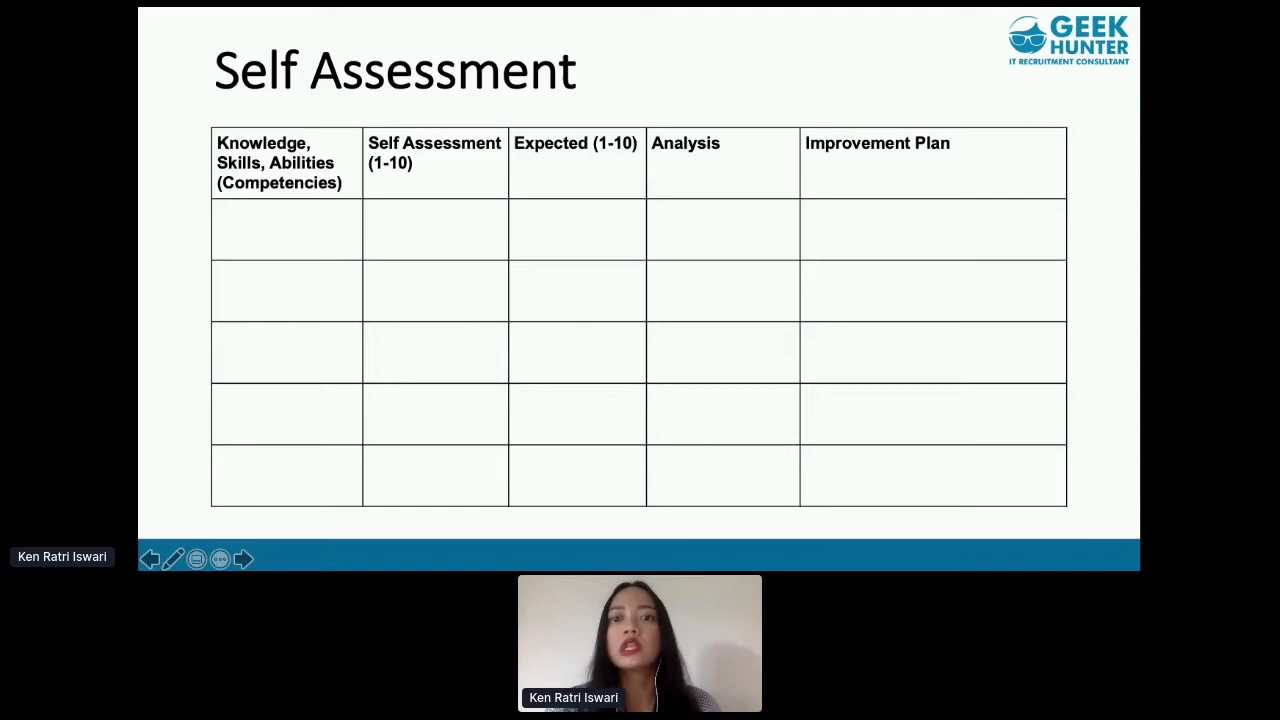 GEEK
HUNTER
IT RECRUITMENT CONSULTANT
Self Assessment
Knowledge,
Skills, Abilities
(Competencies)
Self Assessment
(1-10)
Expected (1-10)
Analysis
Improvement Plan
Ken Ratri Iswari
Ken Ratri Iswari